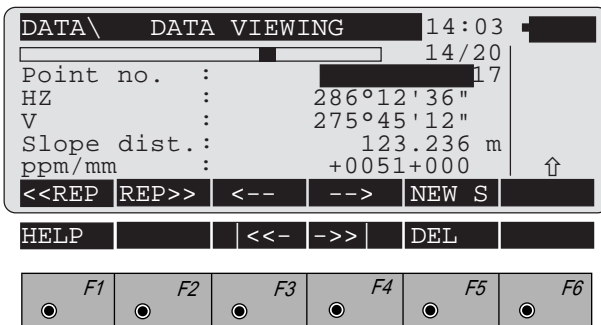 DATA\ DATA VIEWING 14:03
14/20
Point no. : 17
HZ : 286°12'36"
V : 275°45'12"
Slope dist.: 123.236 m
ppm/mm : +0051+000 ⇧
<<REP REP>> <-- --> NEW S
HELP |<<- ->>| DEL
F1 F2 F3 F4 F5 F6